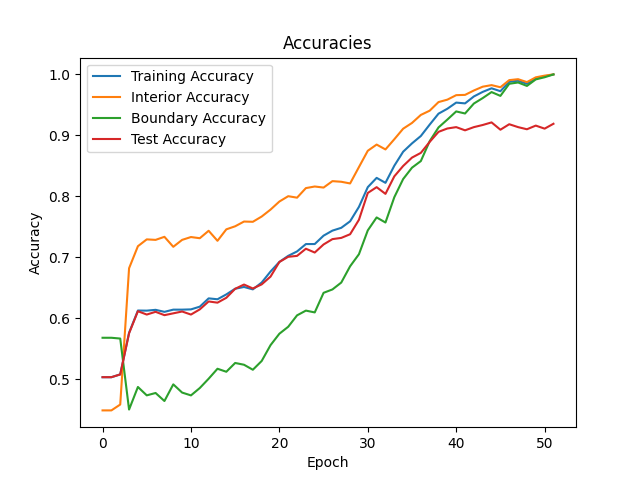 Accuracies
Training Accuracy
Interior Accuracy
Boundary Accuracy
Test Accuracy
1.0
0.9
0.8
0.7
0.6
0.5
Accuracy
0 10 20 30 40 50
Epoch